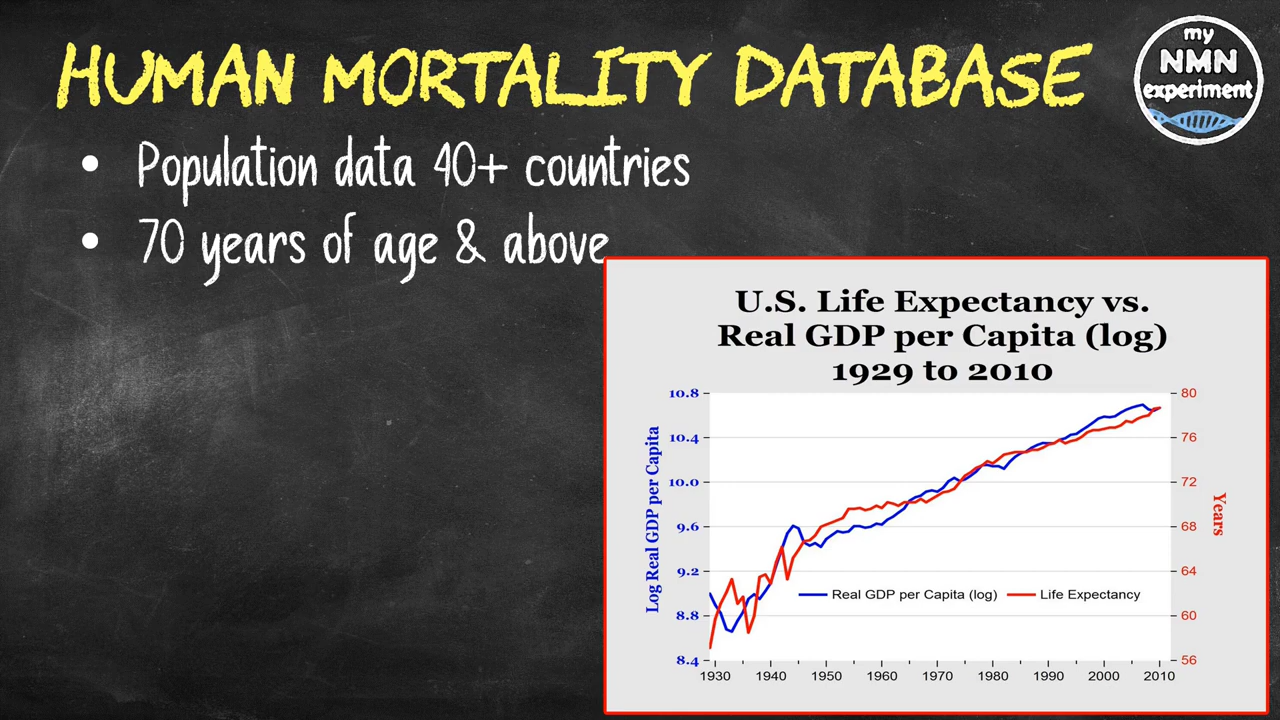 HUMAN MORTALITY DATABASE
my
NMN
experiment
• Population data 40+ countries
• 70 years of age & above
U.S. Life Expectancy vs.
Real GDP per Capita (log)
1929 to 2010
Log Real GDP per Capita
10.8
10.4
10.0
9.6
9.2
8.8
8.4
80
76
72
68
64
60
56
Years
Real GDP per Capita (log)
Life Expectancy
1930 1940 1950 1960 1970 1980 1990 2000 2010